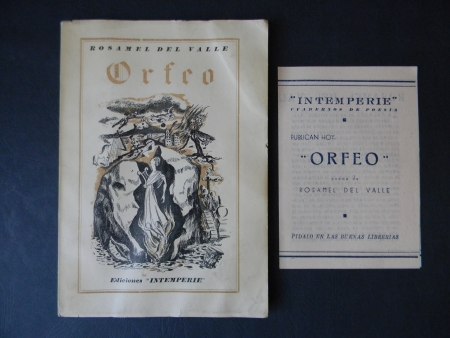 ROSAMEL DEL VALLE
Orfeo
Ediciones "INTEMPERIE"
"INTEMPERIE"
CUADERNOS DE POESIA
PUBLICAN HOY:
"ORFEO"
poema de
ROSAMEL DEL VALLE
PIDALO EN LAS BUENAS LIBRERIAS